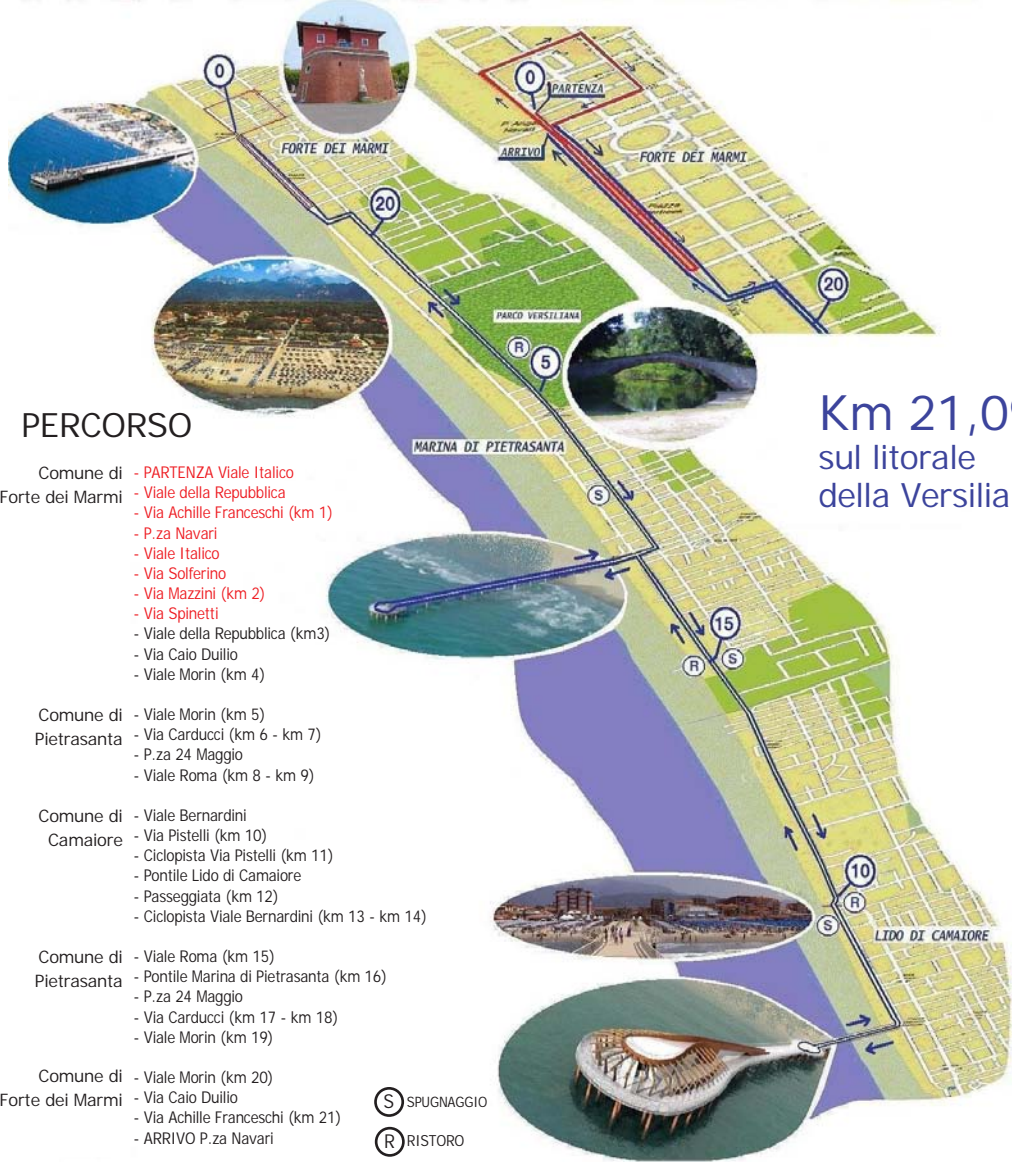 0
0
PARTENZA
ARRIVO
FORTE DEI MARMI
FORTE DEI MARMI
20
20
PARCO VERSILIANA
R
5
MARINA DI PIETRASANTA
S
Km 21,09
sul litorale
della Versilia
15
R
S
10
R
S
LIDO DI CAMAIORE
PERCORSO
Comune di
Forte dei Marmi
- PARTENZA Viale Italico
- Viale della Repubblica
- Via Achille Franceschi (km 1)
- P.za Navari
- Viale Italico
- Via Solferino
- Via Mazzini (km 2)
- Via Spinetti
- Viale della Repubblica (km3)
- Via Caio Duilio
- Viale Morin (km 4)
Comune di
Pietrasanta
- Viale Morin (km 5)
- Via Carducci (km 6 - km 7)
- P.za 24 Maggio
- Viale Roma (km 8 - km 9)
Comune di
Camaiore
- Viale Bernardini
- Via Pistelli (km 10)
- Ciclopista Via Pistelli (km 11)
- Pontile Lido di Camaiore
- Passeggiata (km 12)
- Ciclopista Viale Bernardini (km 13 - km 14)
Comune di
Pietrasanta
- Viale Roma (km 15)
- Pontile Marina di Pietrasanta (km 16)
- P.za 24 Maggio
- Via Carducci (km 17 - km 18)
- Viale Morin (km 19)
Comune di
Forte dei Marmi
- Viale Morin (km 20)
- Via Caio Duilio
- Via Achille Franceschi (km 21)
- ARRIVO P.za Navari
S SPUGNAGGIO
R RISTORO